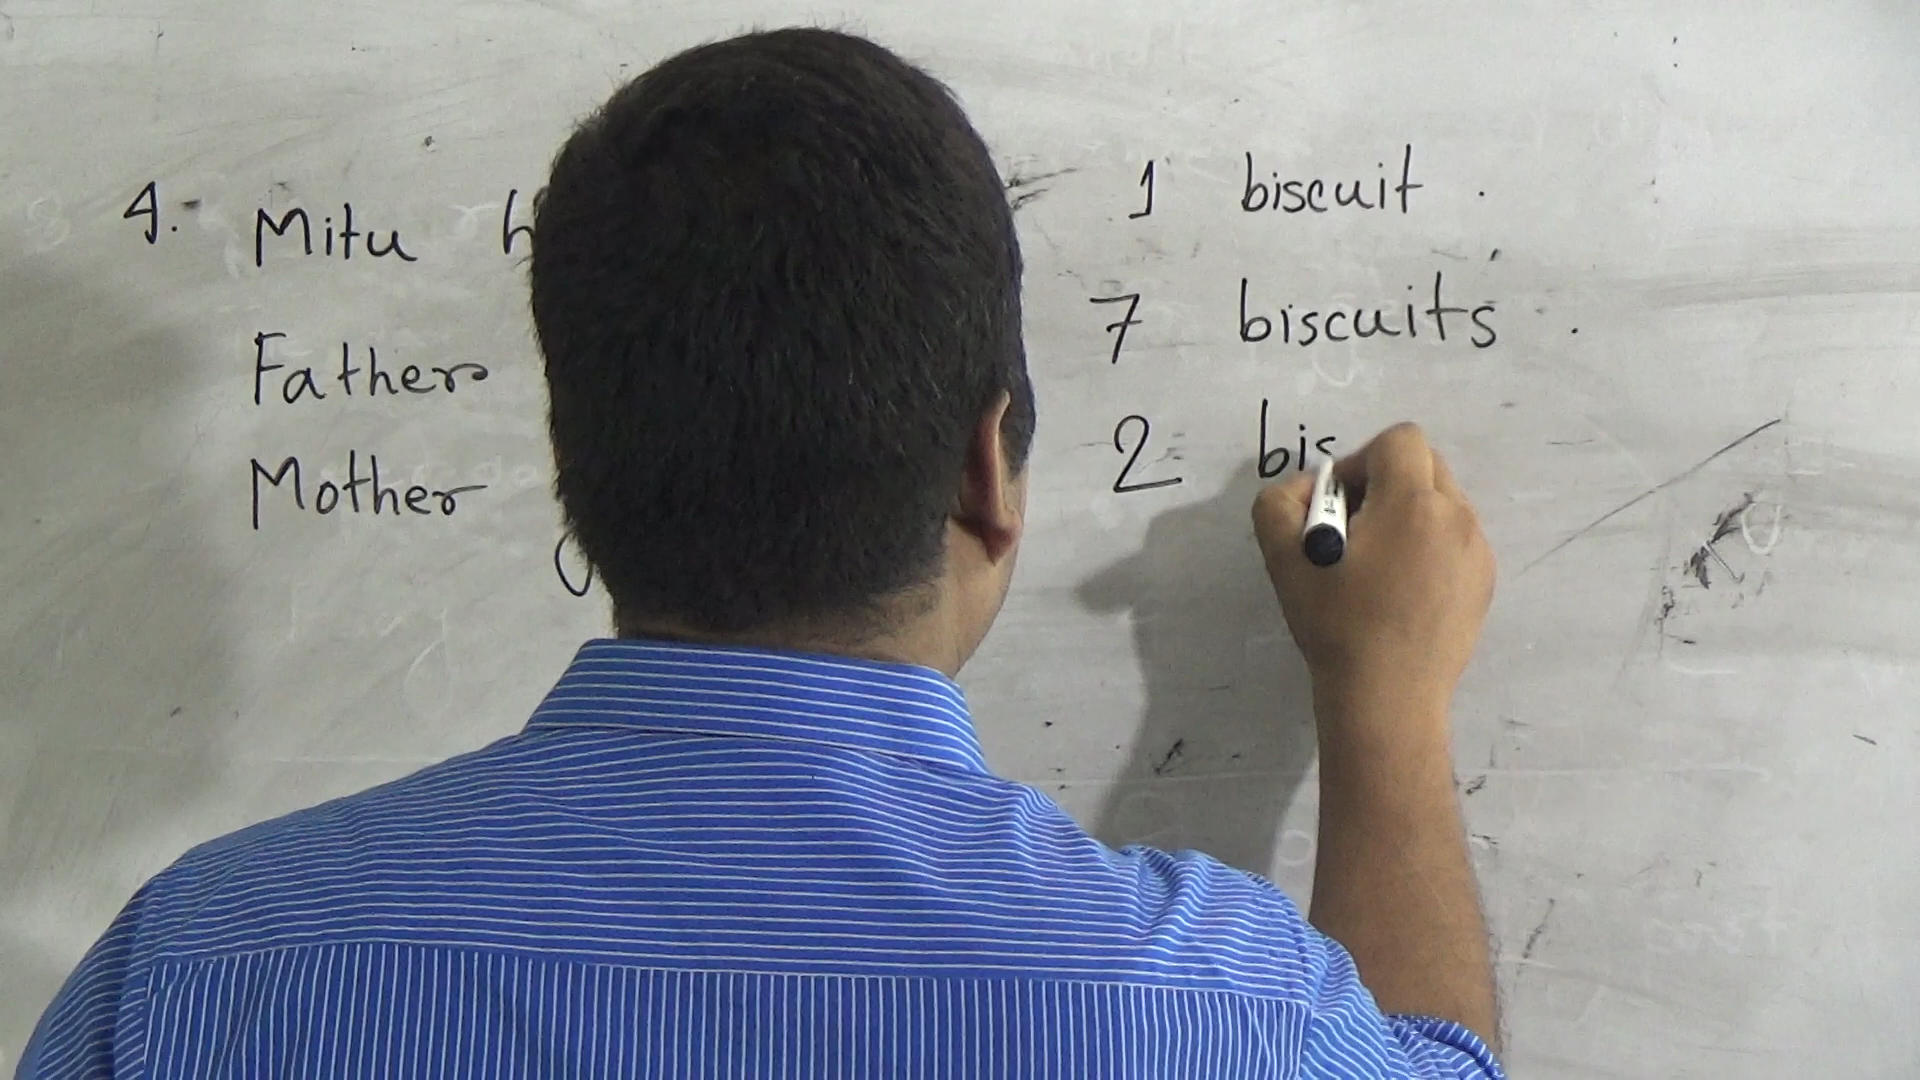 4. Mitu h 1 biscuit.
Father 7 biscuits.
Mother 2 bis